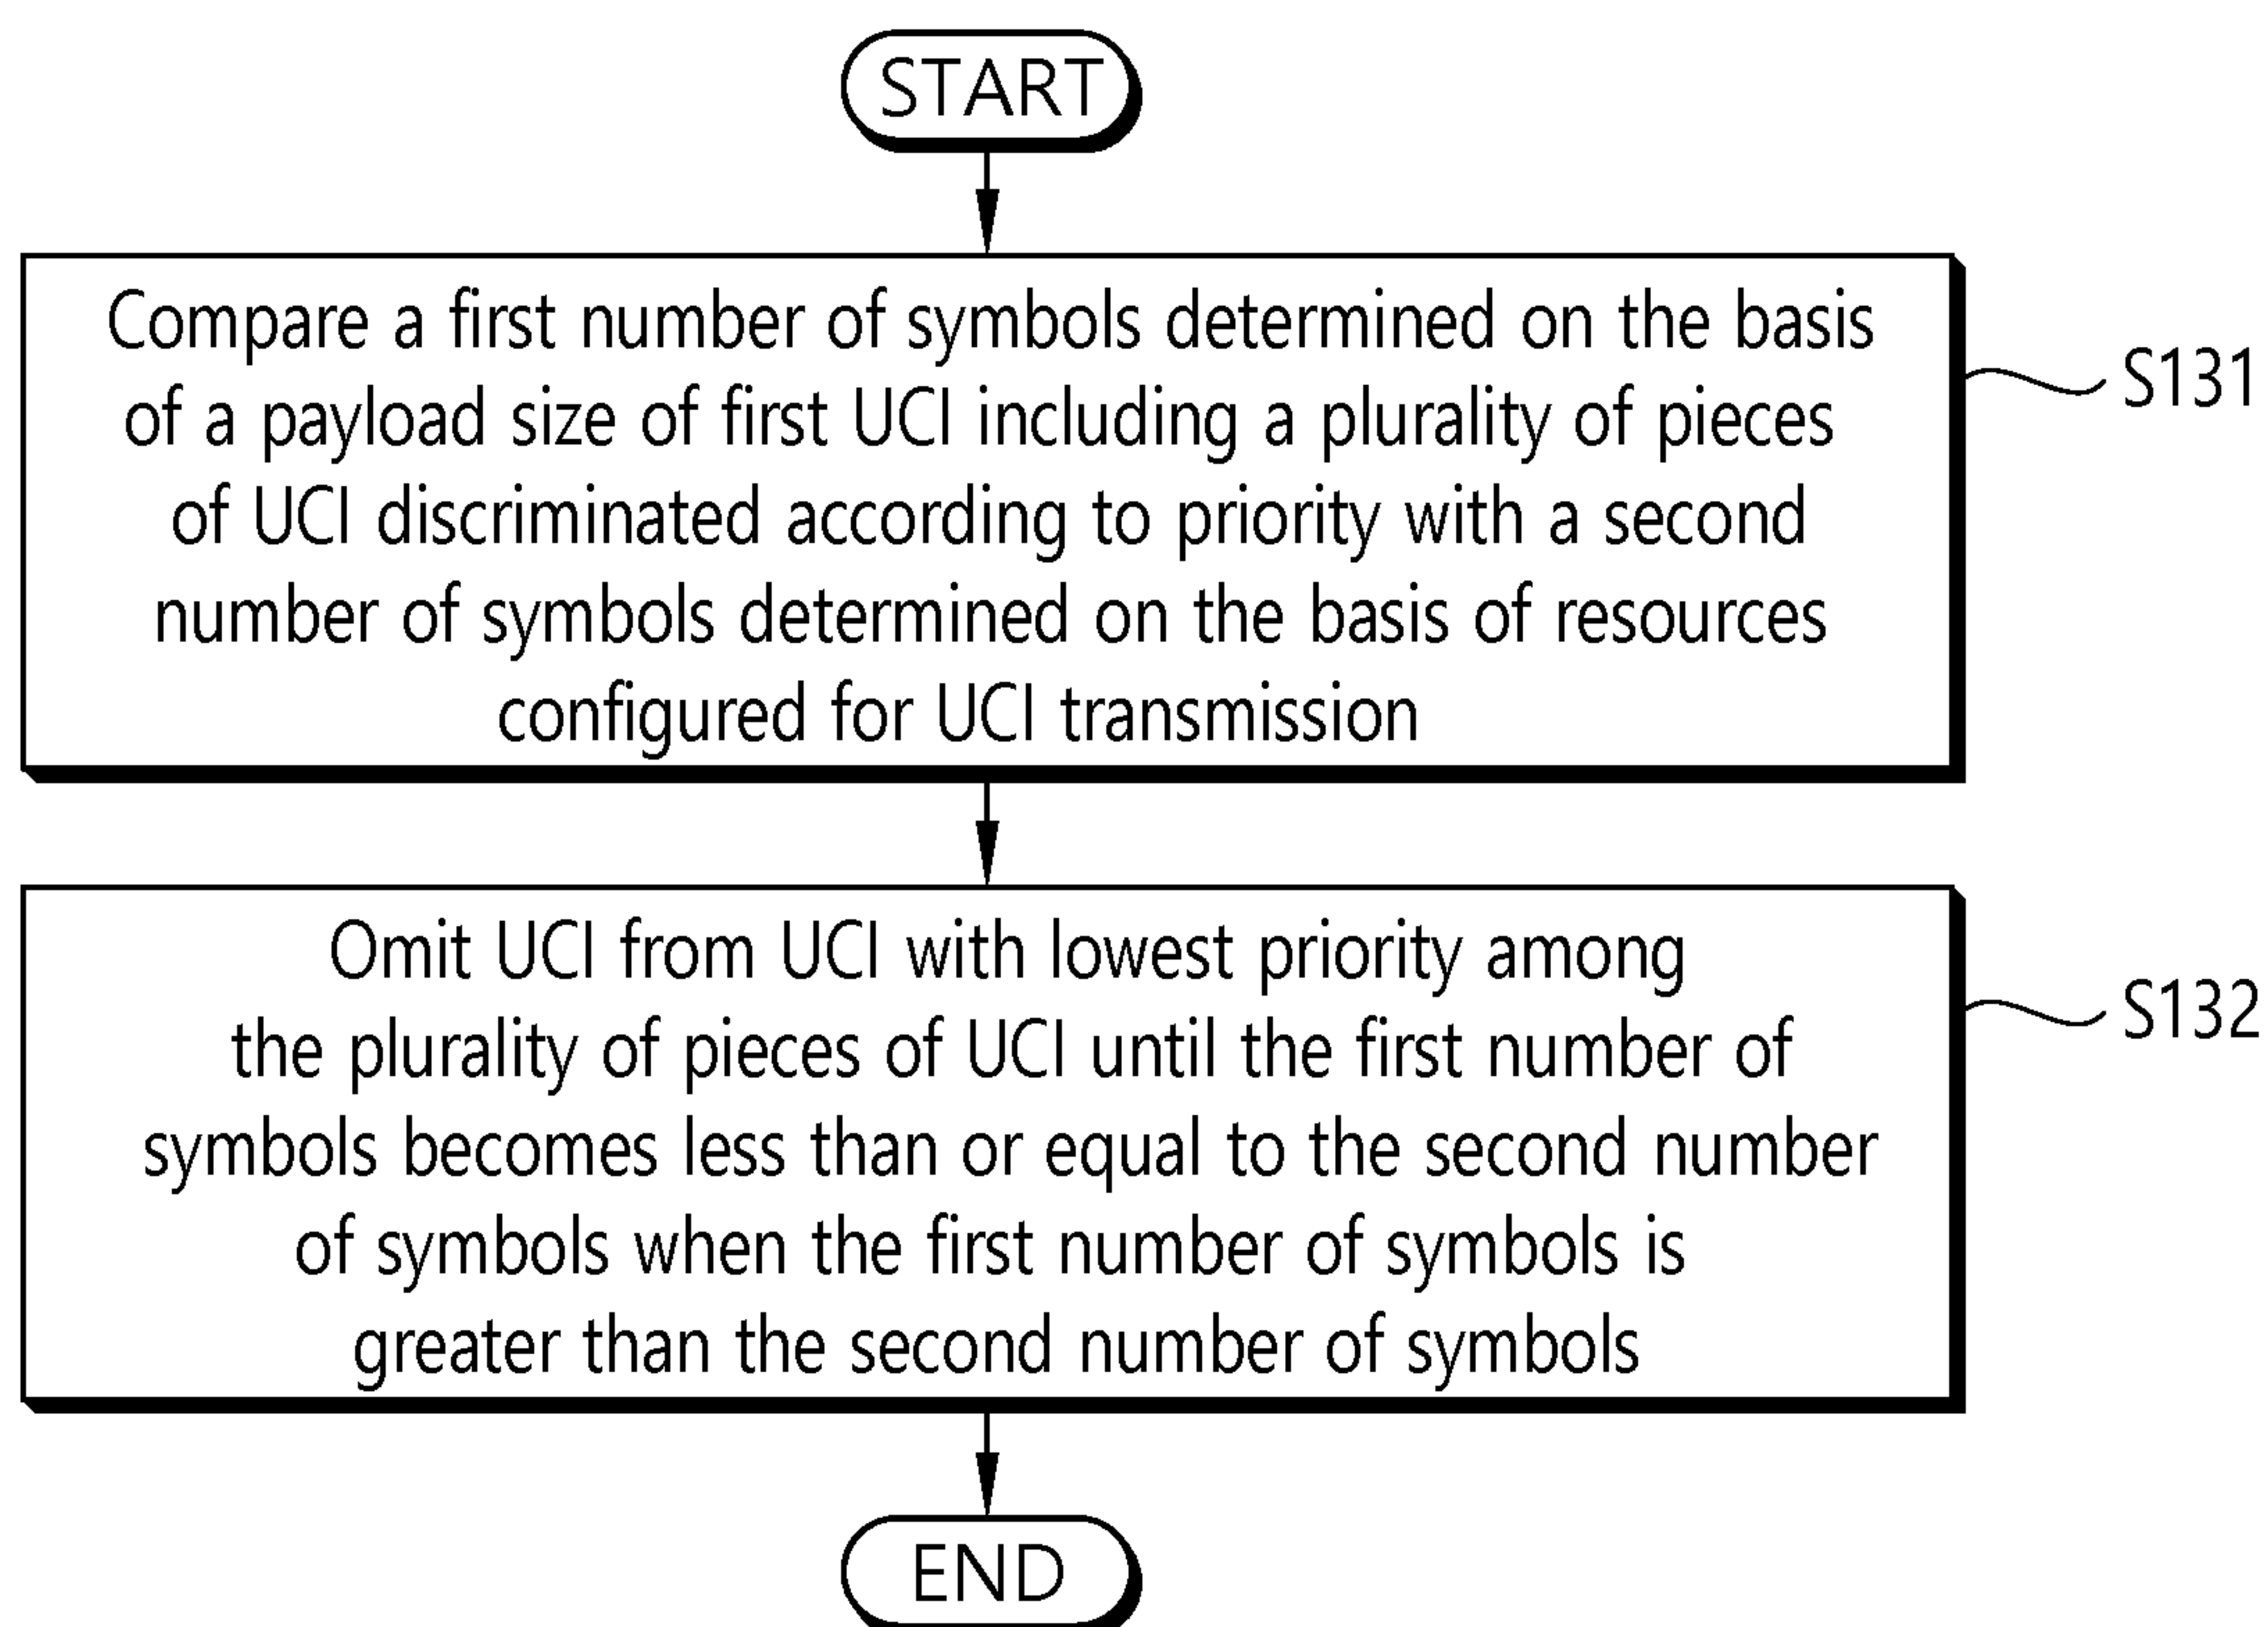 START
Compare a first number of symbols determined on the basis
of a payload size of first UCI including a plurality of pieces
of UCI discriminated according to priority with a second
number of symbols determined on the basis of resources
configured for UCI transmission
S131
Omit UCI from UCI with lowest priority among
the plurality of pieces of UCI until the first number of
symbols becomes less than or equal to the second number
of symbols when the first number of symbols is
greater than the second number of symbols
S132
END